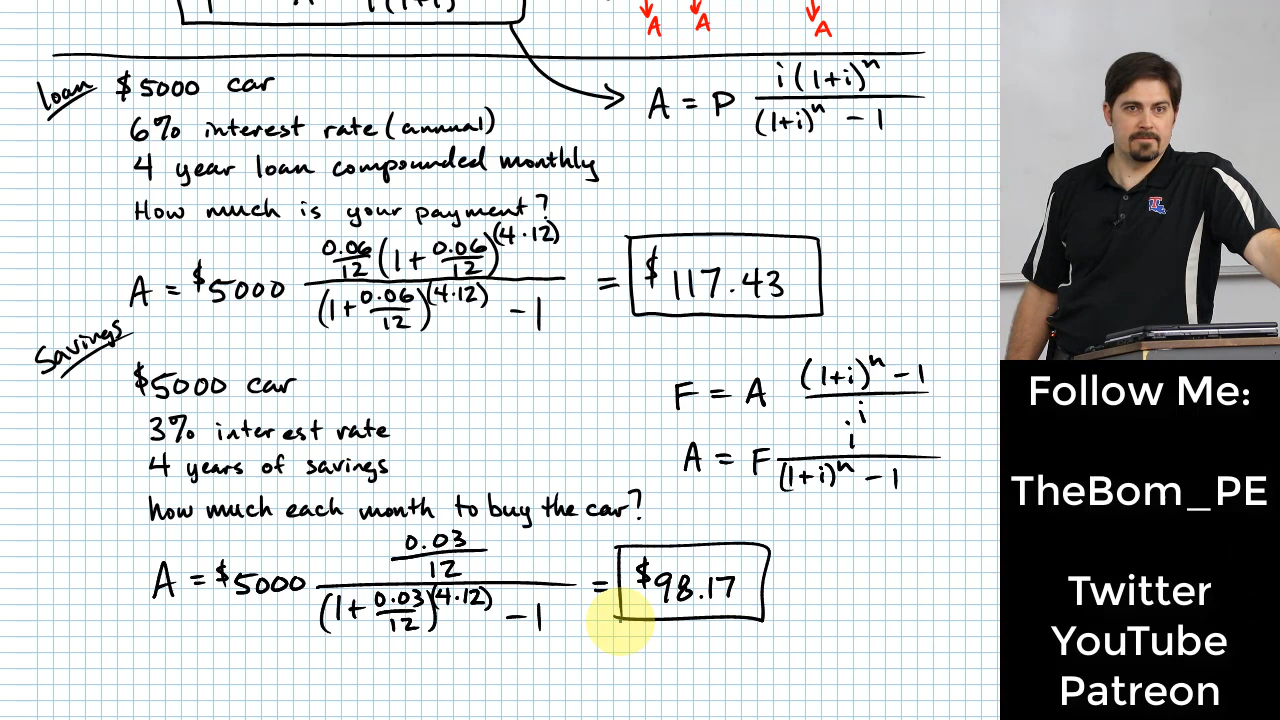 A A A
Loan $5000 car
6% interest rate (annual)
4 year loan compounded monthly
How much is your payment?
A = P i(1+i)^n / (1+i)^n - 1
A = $5000 0.06/12 (1+0.06/12)^(4·12) / (1+0.06/12)^(4·12) - 1 = $117.43
Savings
$5000 car
3% interest rate
4 years of savings
how much each month to buy the car?
F = A (1+i)^n - 1 / i
A = F i / (1+i)^n - 1
A = $5000 0.03/12 / (1+0.03/12)^(4·12) - 1 = $98.17
Follow Me:
TheBom_PE
Twitter
YouTube
Patreon